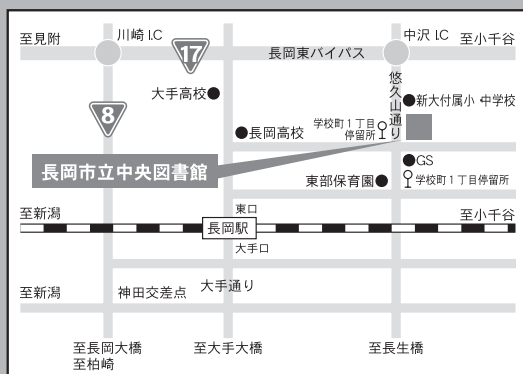 川崎 I.C
中沢 I.C
至見附
17
長岡東バイパス
至小千谷
大手高校
悠久山通り
新大付属小 中学校
8
長岡高校
学校町1丁目
停留所
長岡市立中央図書館
GS
東部保育園
学校町1丁目停留所
至新潟
東口
至小千谷
長岡駅
大手口
至新潟
神田交差点
大手通り
至長岡大橋
至柏崎
至大手大橋
至長生橋